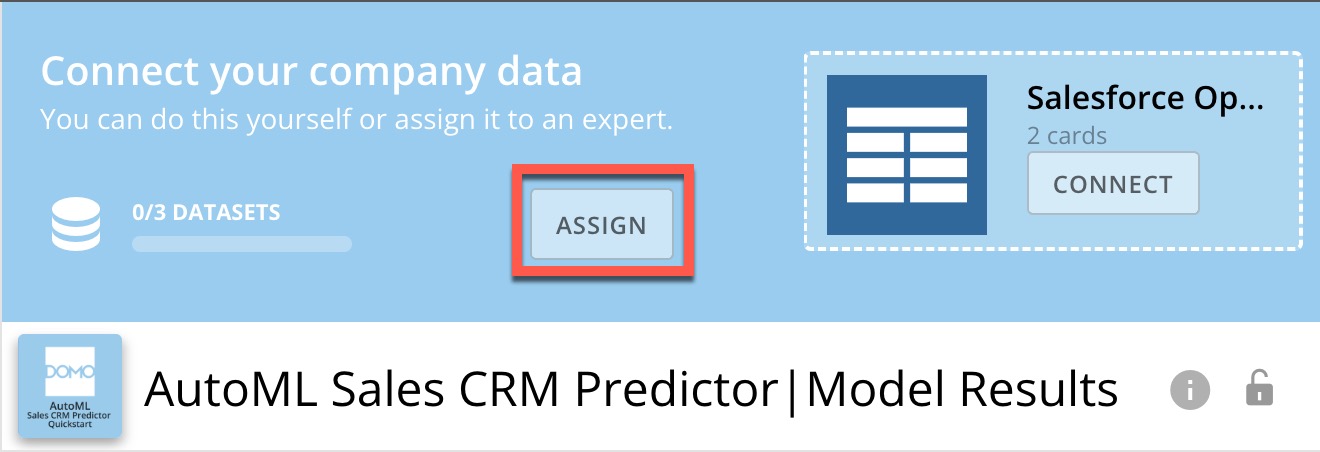 Connect your company data
You can do this yourself or assign it to an expert.
0/3 DATASETS
ASSIGN
Salesforce Op...
2 cards
CONNECT
DOMO
AutoML
Sales CRM Predictor
Quickstart
AutoML Sales CRM Predictor|Model Results